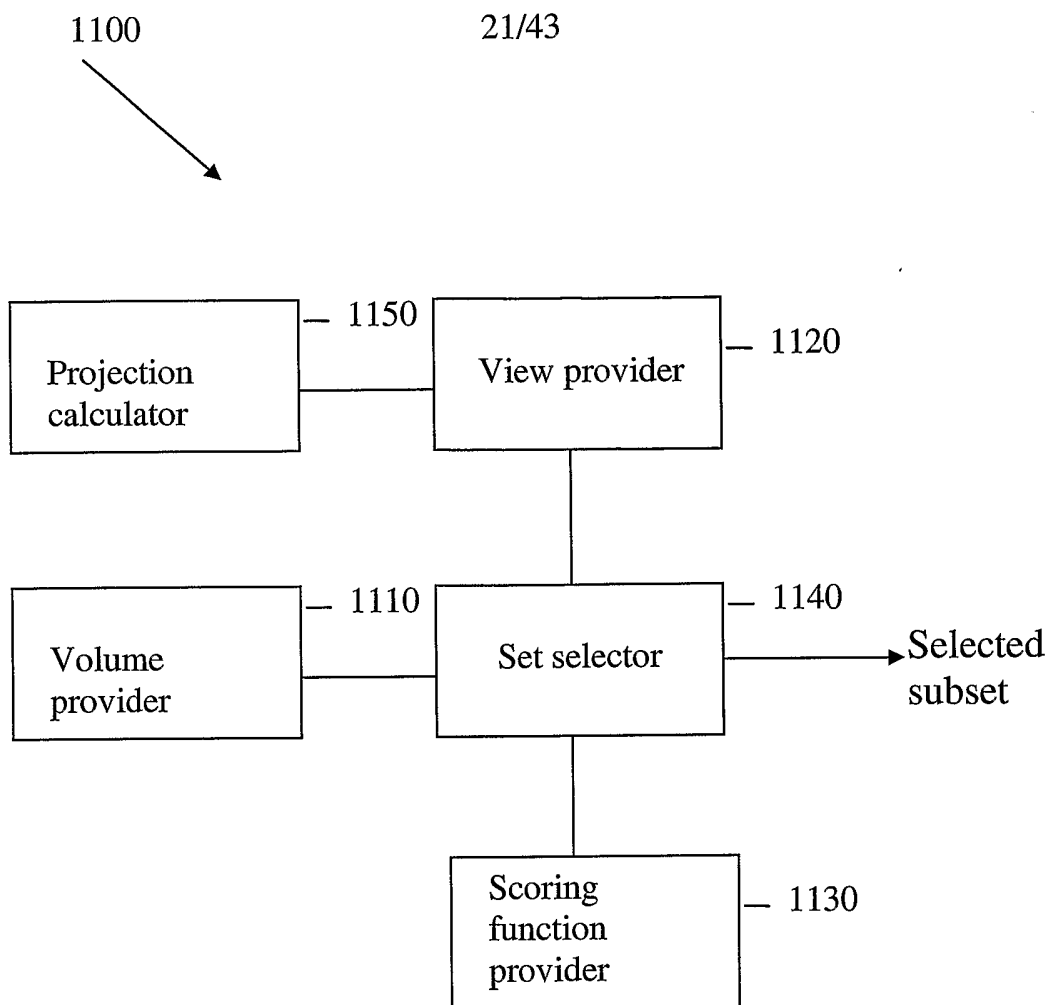 1100
21/43
1150
1120
Projection
calculator
View provider
1110
1140
Volume
provider
Set selector
Selected
subset
1130
Scoring
function
provider